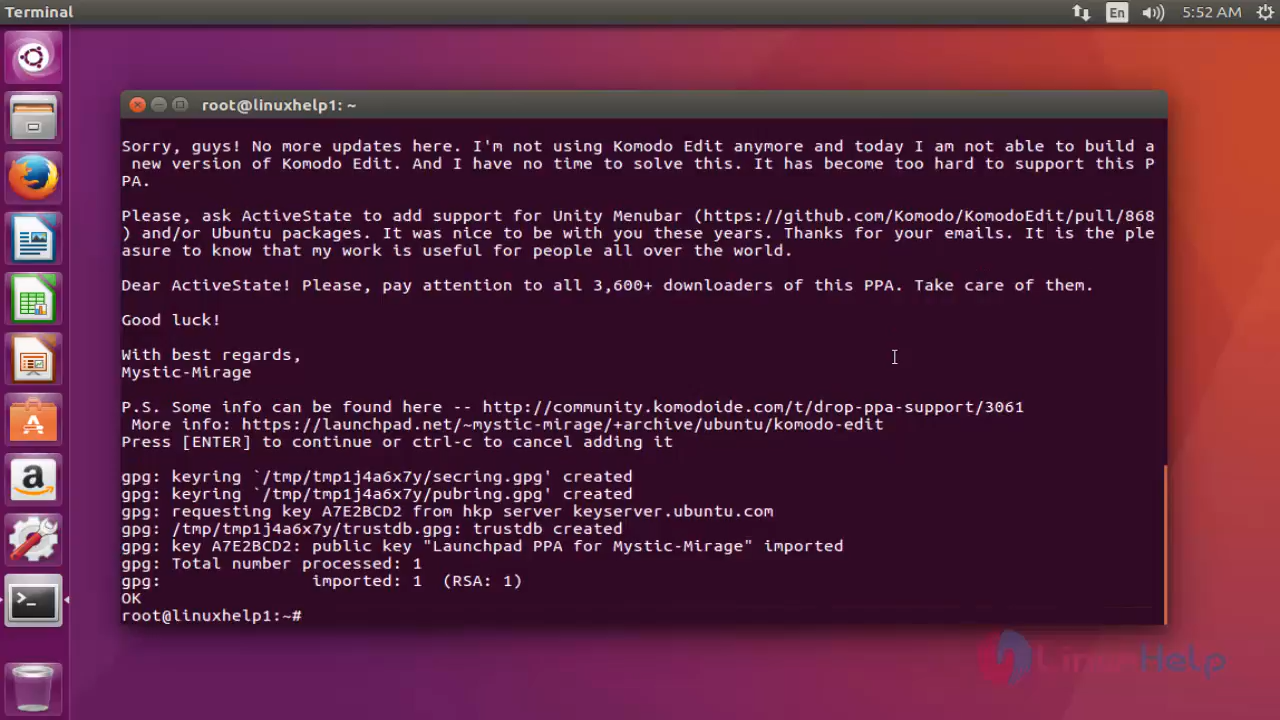 Terminal
En
5:52 AM
root@linuxhelp1: ~
Sorry, guys! No more updates here. I'm not using Komodo Edit anymore and today I am not able to build a
new version of Komodo Edit. And I have no time to solve this. It has become too hard to support this P
PA.
Please, ask ActiveState to add support for Unity Menubar (https://github.com/Komodo/KomodoEdit/pull/868
) and/or Ubuntu packages. It was nice to be with you these years. Thanks for your emails. It is the ple
asure to know that my work is useful for people all over the world.
Dear ActiveState! Please, pay attention to all 3,600+ downloaders of this PPA. Take care of them.
Good luck!
With best regards,
Mystic-Mirage
P.S. Some info can be found here -- http://community.komodoide.com/t/drop-ppa-support/3061
More info: https://launchpad.net/~mystic-mirage/+archive/ubuntu/komodo-edit
Press [ENTER] to continue or ctrl-c to cancel adding it
gpg: keyring `/tmp/tmp1j4a6x7y/secring.gpg' created
gpg: keyring `/tmp/tmp1j4a6x7y/pubring.gpg' created
gpg: requesting key A7E2BCD2 from hkp server keyserver.ubuntu.com
gpg: /tmp/tmp1j4a6x7y/trustdb.gpg: trustdb created
gpg: key A7E2BCD2: public key "Launchpad PPA for Mystic-Mirage" imported
gpg: Total number processed: 1
gpg:               imported: 1  (RSA: 1)
OK
root@linuxhelp1:~#
LinuxHelp